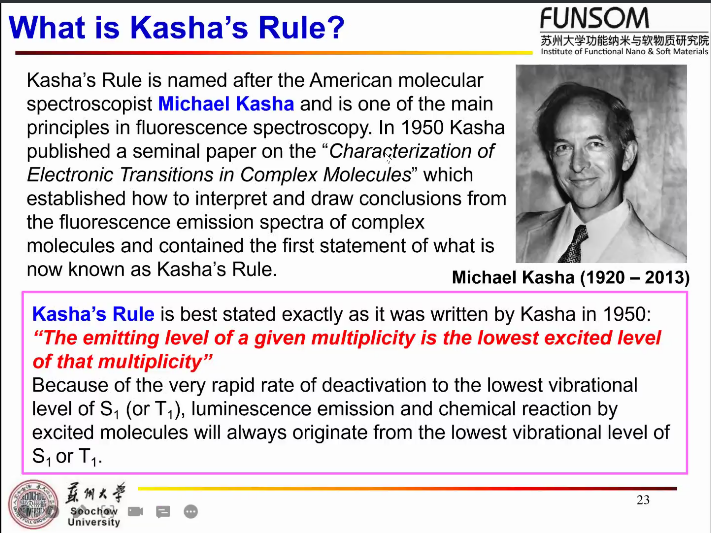 What is Kasha's Rule?
FUNSOM
苏州大学功能纳米与软物质研究院
Institute of Functional Nano & Soft Materials
Kasha's Rule is named after the American molecular
spectroscopist Michael Kasha and is one of the main
principles in fluorescence spectroscopy. In 1950 Kasha
published a seminal paper on the “Characterization of
Electronic Transitions in Complex Molecules” which
established how to interpret and draw conclusions from
the fluorescence emission spectra of complex
molecules and contained the first statement of what is
now known as Kasha's Rule.
Michael Kasha (1920 – 2013)
Kasha's Rule is best stated exactly as it was written by Kasha in 1950:
“The emitting level of a given multiplicity is the lowest excited level
of that multiplicity”
Because of the very rapid rate of deactivation to the lowest vibrational
level of S₁ (or T₁), luminescence emission and chemical reaction by
excited molecules will always originate from the lowest vibrational level of
S₁ or T₁.
蘇州大學
Soochow
University
23